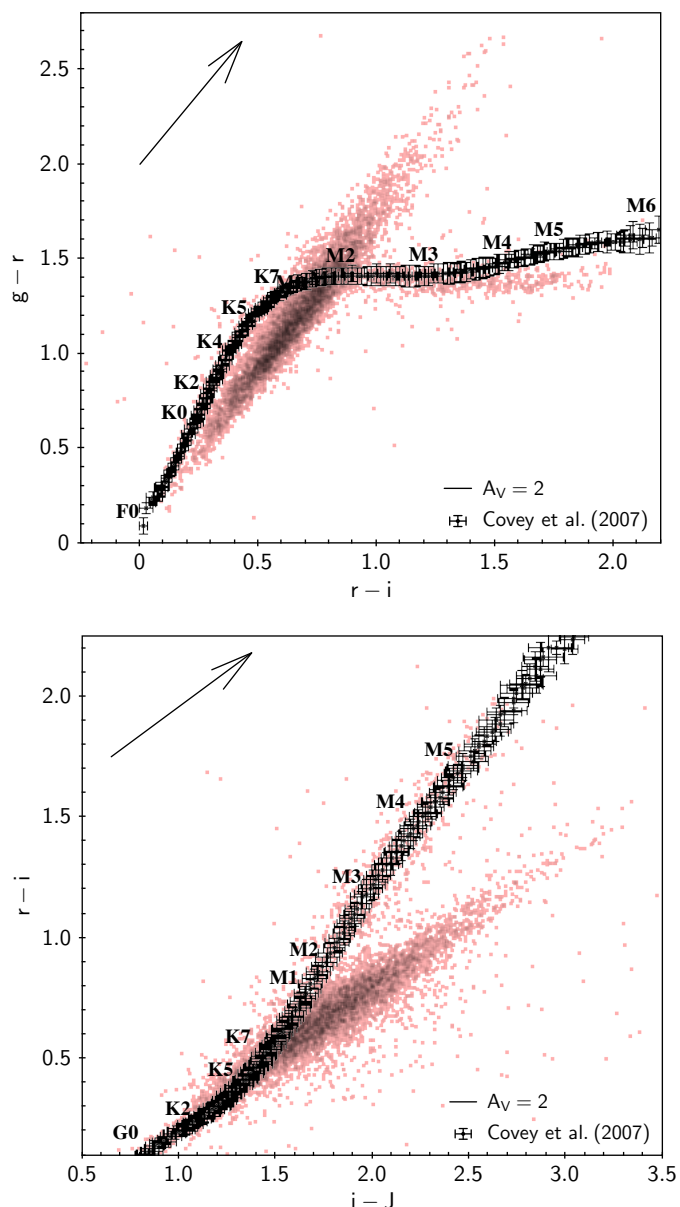 2.5
2.0
1.5
1.0
0.5
0
g – r
F0
K0
K2
K4
K5
K7
M2
M3
M4
M5
M6
A_V = 2
Covey et al. (2007)
0
0.5
1.0
1.5
2.0
r – i
2.0
1.5
1.0
0.5
r – i
G0
K2
K5
K7
M1
M2
M3
M4
M5
A_V = 2
Covey et al. (2007)
0.5
1.0
1.5
2.0
2.5
3.0
3.5
i – J